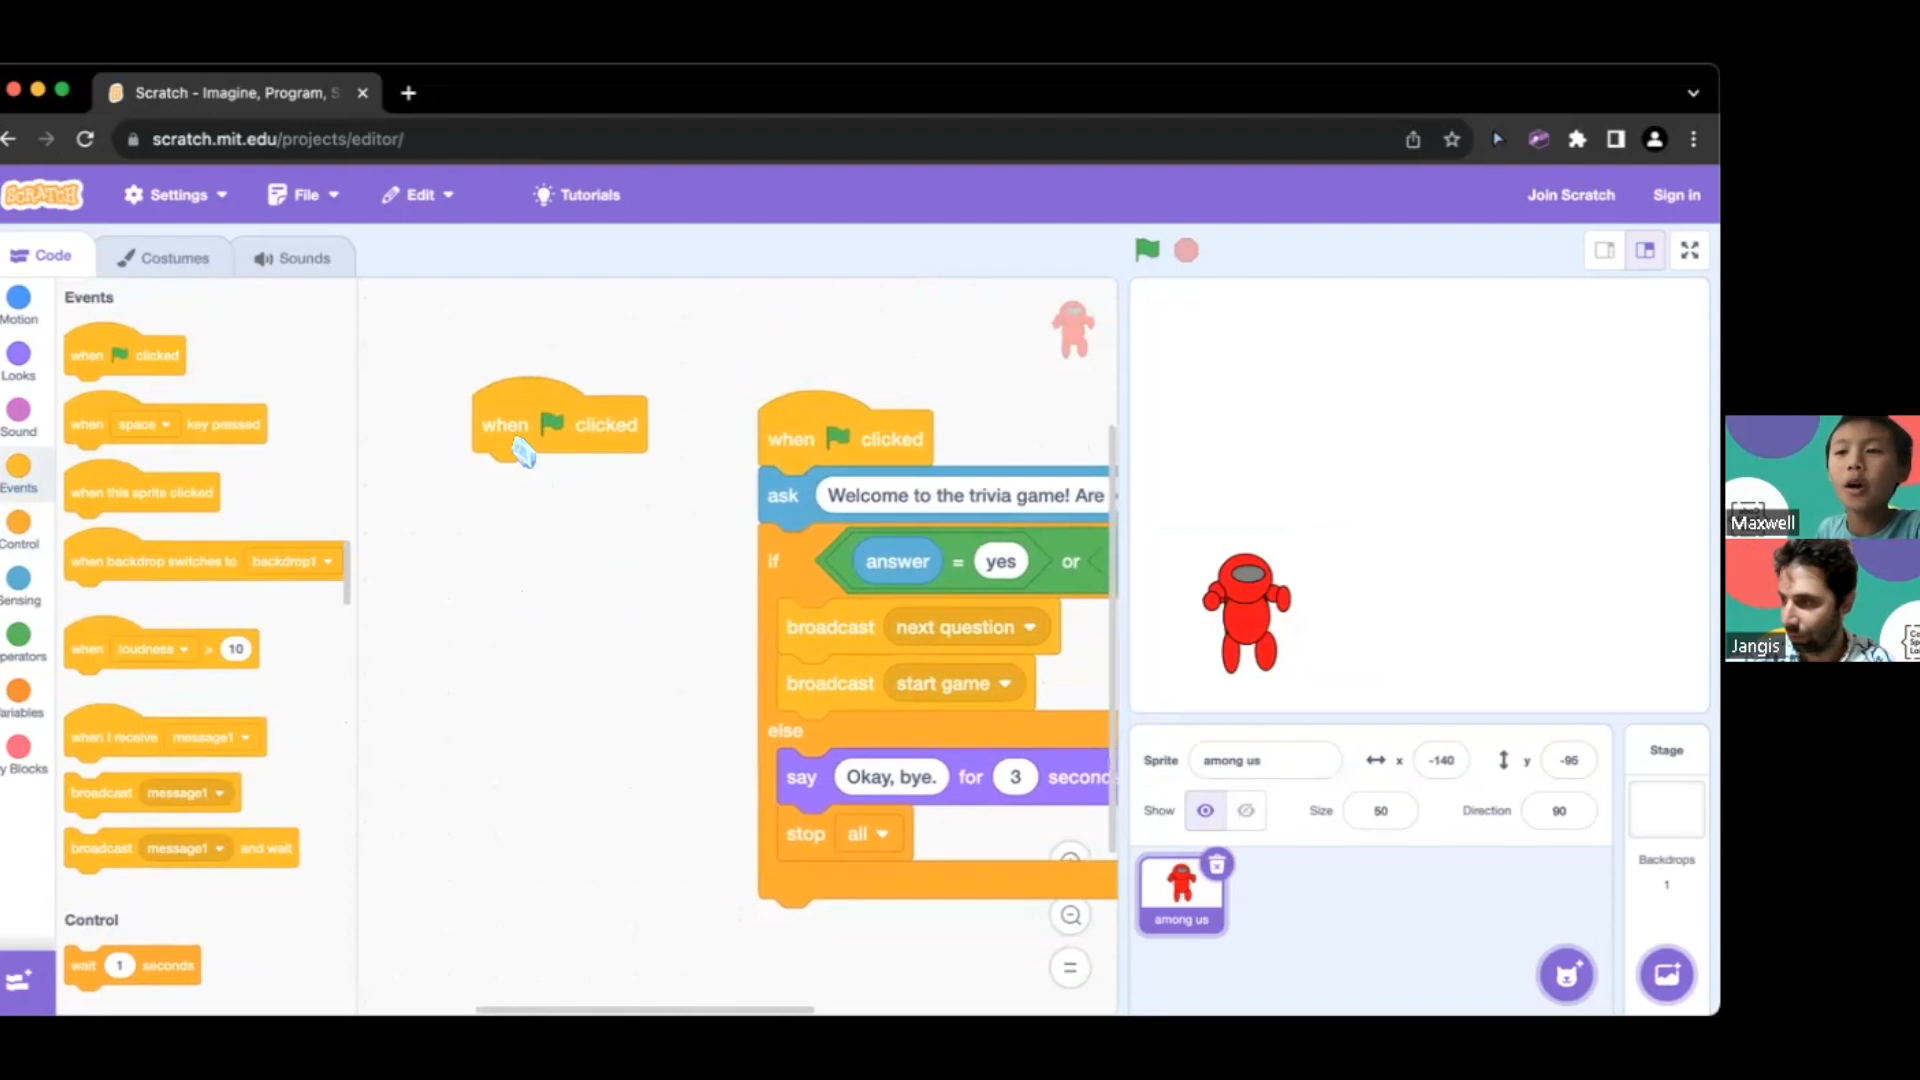 Scratch - Imagine, Program, S
scratch.mit.edu/projects/editor/
SCRATCH
Settings
File
Edit
Tutorials
Join Scratch
Sign in
Code
Costumes
Sounds
Motion
Looks
Sound
Events
Control
Sensing
perators
ariables
y Blocks
Events
when clicked
when space key pressed
when this sprite clicked
when backdrop switches to backdrop1
when loudness > 10
when I receive message1
broadcast message1
broadcast message1 and wait
Control
wait 1 seconds
when clicked
when clicked
ask Welcome to the trivia game! Are
if answer = yes or
broadcast next question
broadcast start game
else
say Okay, bye. for 3 second
stop all
Sprite among us x -140 y -95
Show Size 50 Direction 90
among us
Stage
Backdrops
1
Maxwell
Jangis